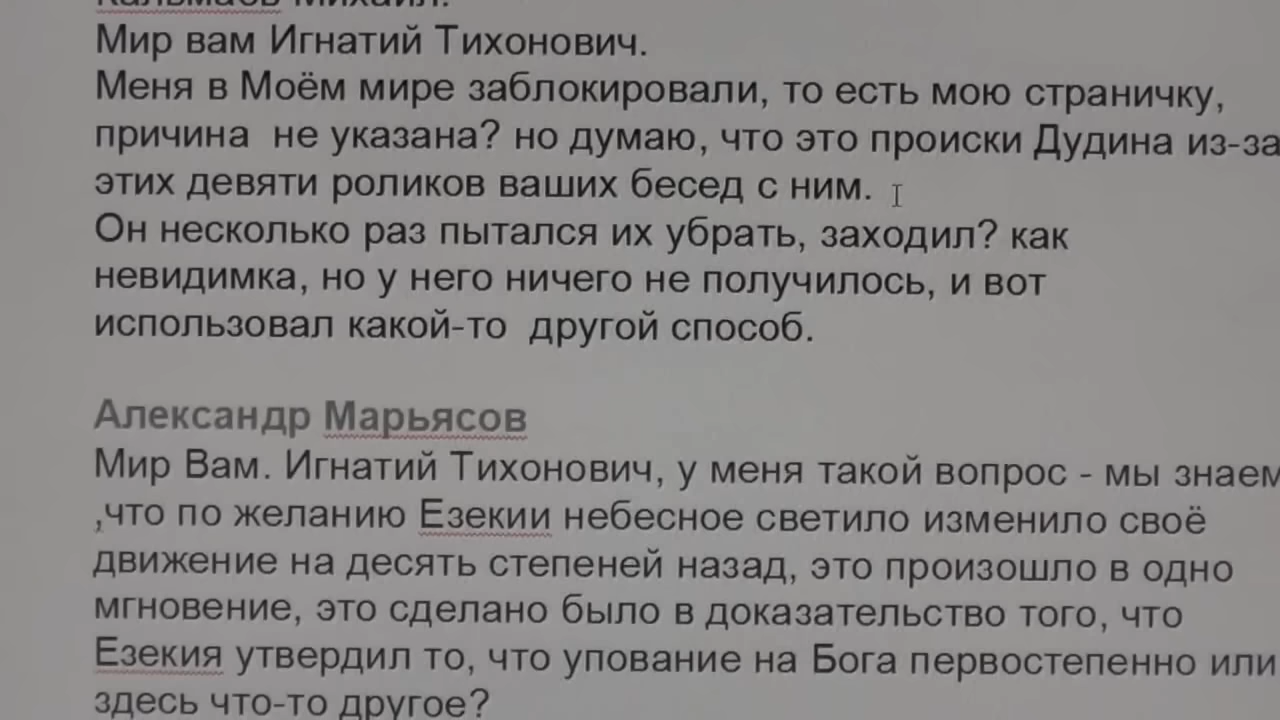 Михаил.
Мир вам Игнатий Тихонович.
Меня в Моём мире заблокировали, то есть мою страничку,
причина не указана? но думаю, что это происки Дудина из-за
этих девяти роликов ваших бесед с ним.
Он несколько раз пытался их убрать, заходил? как
невидимка, но у него ничего не получилось, и вот
использовал какой-то другой способ.
Александр Марьясов
Мир Вам. Игнатий Тихонович, у меня такой вопрос - мы знаем
,что по желанию Езекии небесное светило изменило своё
движение на десять степеней назад, это произошло в одно
мгновение, это сделано было в доказательство того, что
Езекия утвердил то, что упование на Бога первостепенно или
здесь что-то другое?